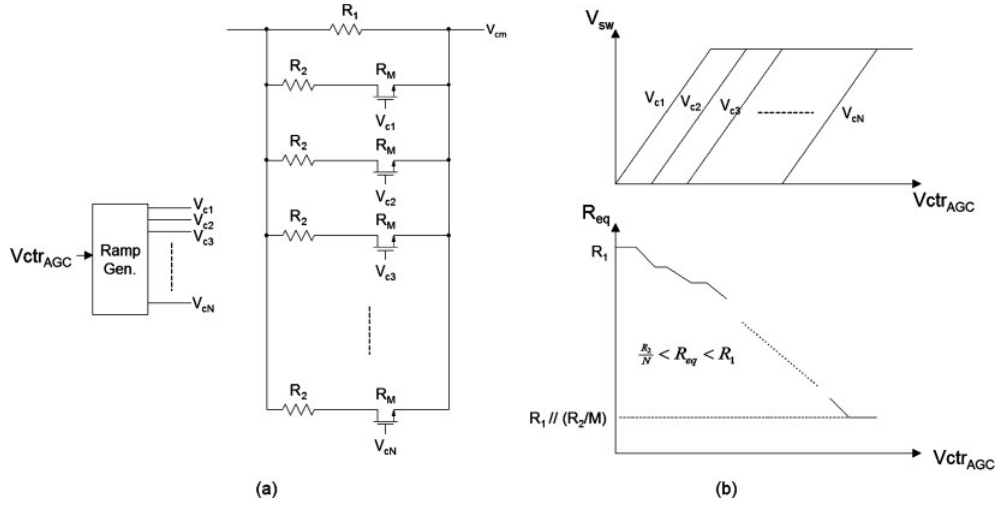 R1
Vcm
R2
RM
Vc1
R2
RM
Vc2
R2
RM
Vc3
R2
RM
VcN
VctrAGC
Ramp
Gen.
Vc1
Vc2
Vc3
VcN
(a)
Vsw
Vc1
Vc2
Vc3
VcN
VctrAGC
Req
R1
R2/N < Req < R1
R1 // (R2/M)
VctrAGC
(b)